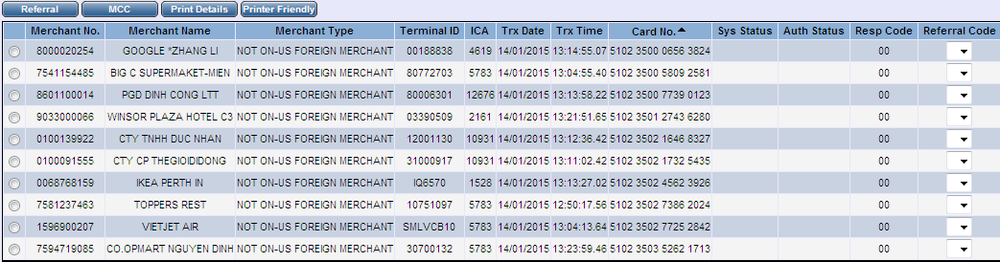 Referral MCC Print Details Printer Friendly
Merchant No. Merchant Name Merchant Type Terminal ID ICA Trx Date Trx Time Card No. Sys Status Auth Status Resp Code Referral Code
8000020254 GOOGLE *ZHANG LI NOT ON-US FOREIGN MERCHANT 00188838 4619 14/01/2015 13:14:55.07 5102 3500 0656 3824 00
7541154485 BIG C SUPERMAKET-MIEN NOT ON-US FOREIGN MERCHANT 80772703 5783 14/01/2015 13:04:55.40 5102 3500 5809 2581 00
8601100014 PGD DINH CONG LTT NOT ON-US FOREIGN MERCHANT 80006301 12676 14/01/2015 13:13:58.22 5102 3500 7739 0123 00
9033000066 WINSOR PLAZA HOTEL C3 NOT ON-US FOREIGN MERCHANT 03390509 2161 14/01/2015 13:21:51.65 5102 3501 2743 6280 00
0100139922 CTY TNHH DUC NHAN NOT ON-US FOREIGN MERCHANT 12001130 10931 14/01/2015 13:12:36.42 5102 3502 1646 8327 00
0100091555 CTY CP THEGIOIDIDONG NOT ON-US FOREIGN MERCHANT 31000917 10931 14/01/2015 13:11:02.42 5102 3502 1732 5435 00
0068768159 IKEA PERTH IN NOT ON-US FOREIGN MERCHANT IQ6570 1528 14/01/2015 13:13:27.02 5102 3502 4562 3926 00
7581237463 TOPPERS REST NOT ON-US FOREIGN MERCHANT 10751097 5783 14/01/2015 12:50:17.56 5102 3502 7386 2024 00
1596900207 VIETJET AIR NOT ON-US FOREIGN MERCHANT SMLVCB10 5783 14/01/2015 13:04:13.64 5102 3502 7725 2842 00
7594719085 CO.OPMART NGUYEN DINH NOT ON-US FOREIGN MERCHANT 30700132 5783 14/01/2015 13:23:59.46 5102 3503 5262 1713 00